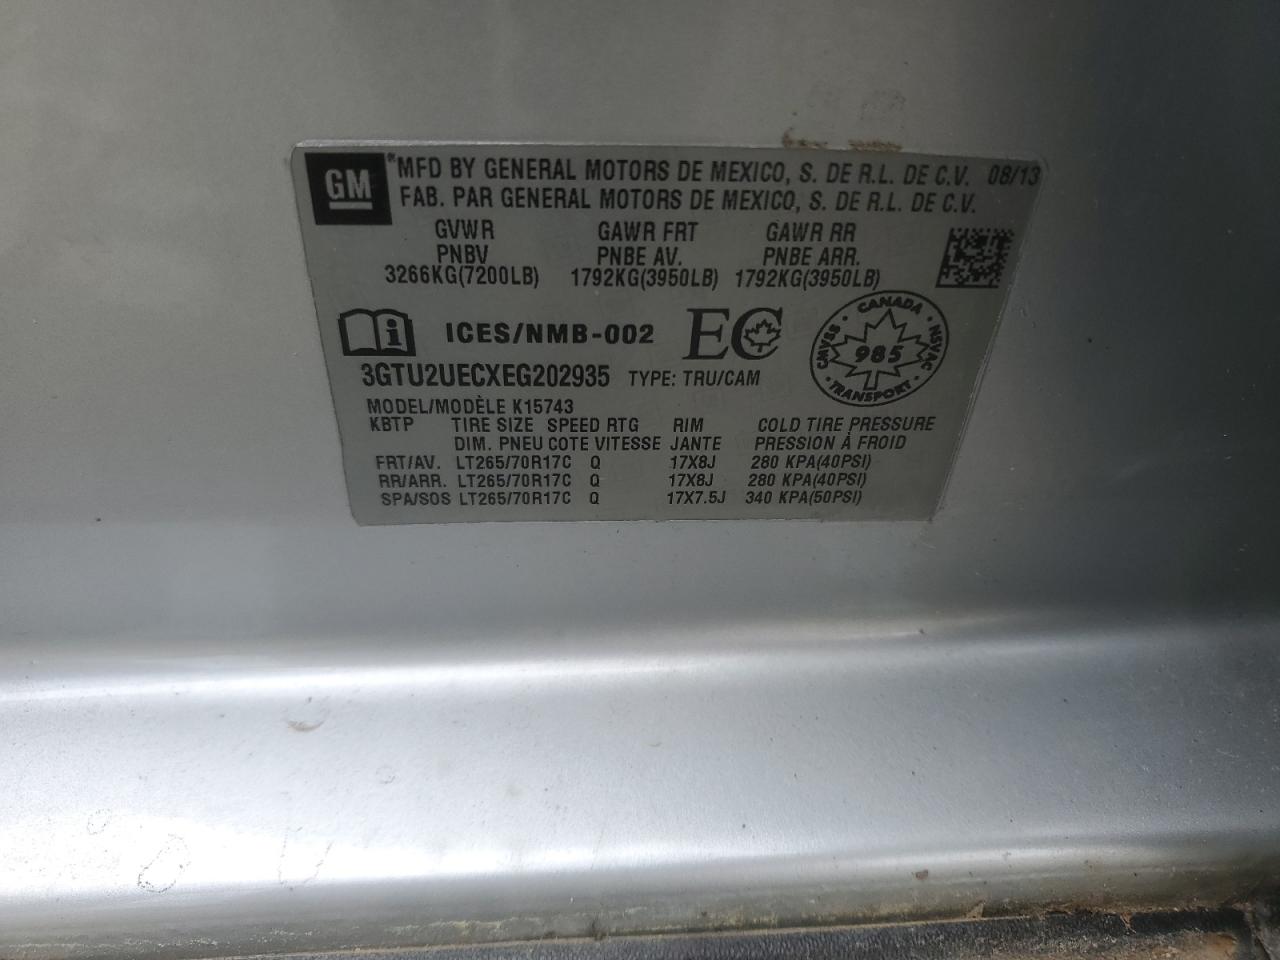 GM
*MFD BY GENERAL MOTORS DE MEXICO, S. DE R.L. DE C.V. 08/13
FAB. PAR GENERAL MOTORS DE MEXICO, S. DE R.L. DE C.V.
GVWR GAWR FRT GAWR RR
PNBV PNBE AV. PNBE ARR.
3266KG(7200LB) 1792KG(3950LB) 1792KG(3950LB)
i ICES/NMB-002 EC
CANADA
CMVSS 985 NSVAC
TRANSPORT
3GTU2UECXEG202935 TYPE: TRU/CAM
MODEL/MODÈLE K15743
KBTP TIRE SIZE SPEED RTG RIM COLD TIRE PRESSURE
DIM. PNEU COTE VITESSE JANTE PRESSION À FROID
FRT/AV. LT265/70R17C Q 17X8J 280 KPA(40PSI)
RR/ARR. LT265/70R17C Q 17X8J 280 KPA(40PSI)
SPA/SOS LT265/70R17C Q 17X7.5J 340 KPA(50PSI)